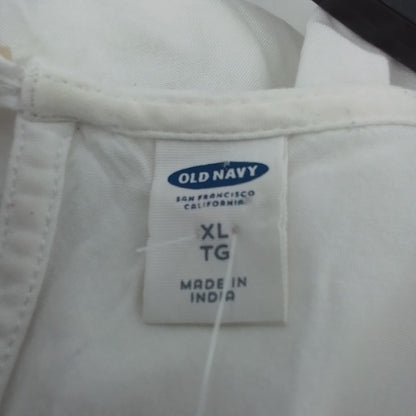 OLD NAVY
SAN FRANCISCO
CALIFORNIA
XL
TG
MADE IN
INDIA